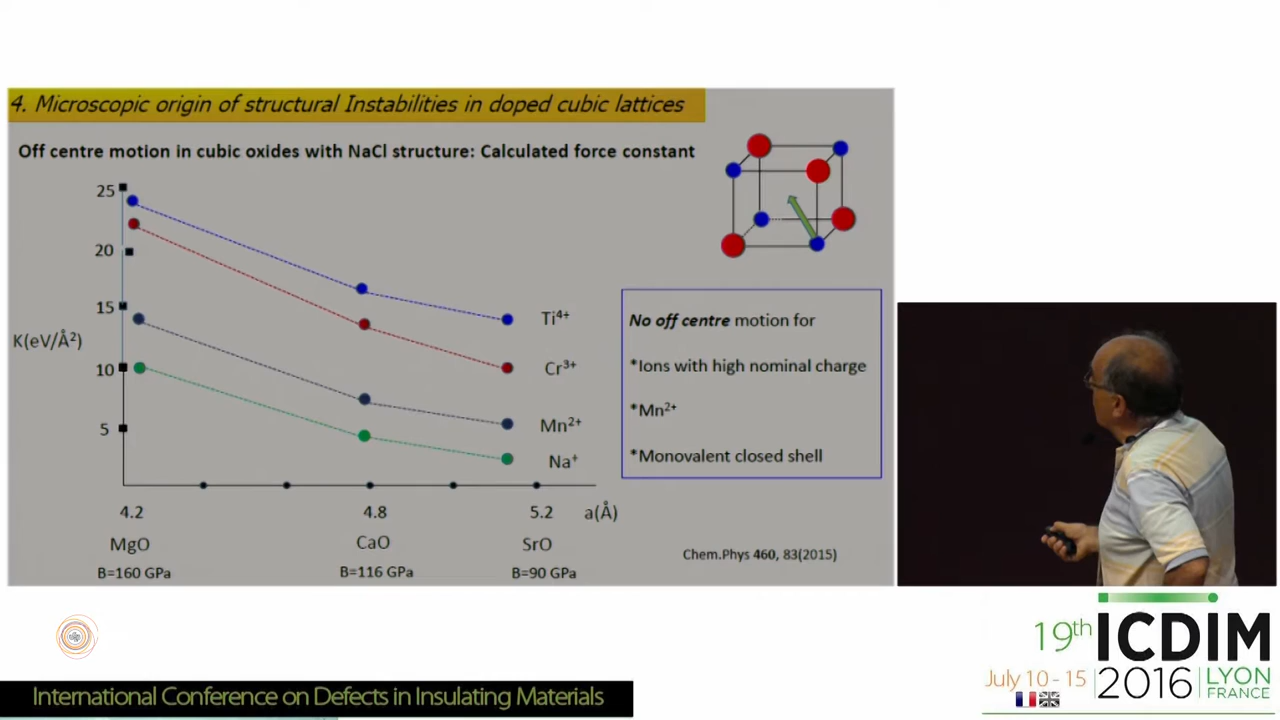 4. Microscopic origin of structural Instabilities in doped cubic lattices
Off centre motion in cubic oxides with NaCl structure: Calculated force constant
25
20
15
K(eV/Å²)
10
5
Ti⁴⁺
Cr³⁺
Mn²⁺
Na⁺
4.2
4.8
5.2
a(Å)
MgO
CaO
SrO
B=160 GPa
B=116 GPa
B=90 GPa
No off centre motion for
*Ions with high nominal charge
*Mn²⁺
*Monovalent closed shell
Chem.Phys 460, 83(2015)
19th ICDIM
July 10 - 15 2016 LYON FRANCE
International Conference on Defects in Insulating Materials